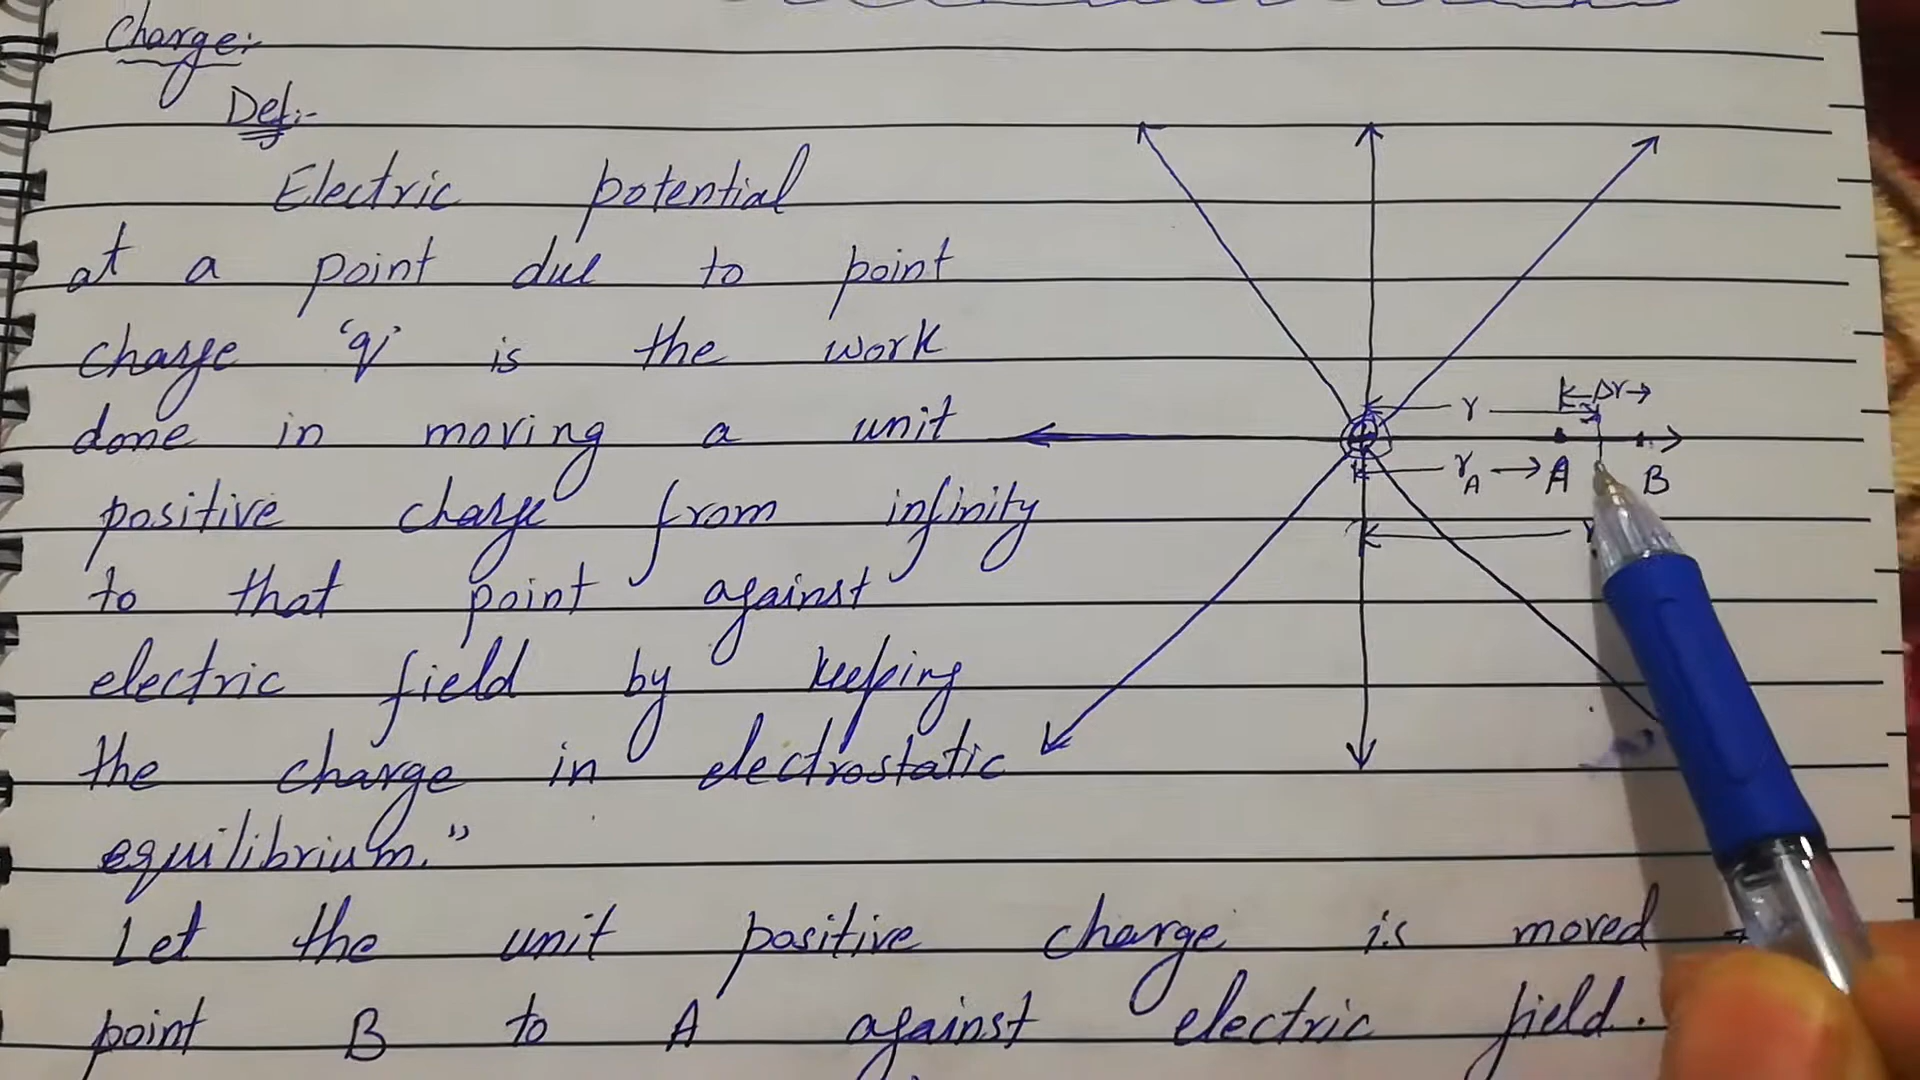 Charge:-
Def:-
Electric potential
at a point due to point
charge 'q' is the work
done in moving a unit
positive charge from infinity
to that point against
electric field by keeping
the charge in electrostatic
equilibrium."
Let the unit positive charge is moved
point B to A against electric field.
Δr
r
r_A A B